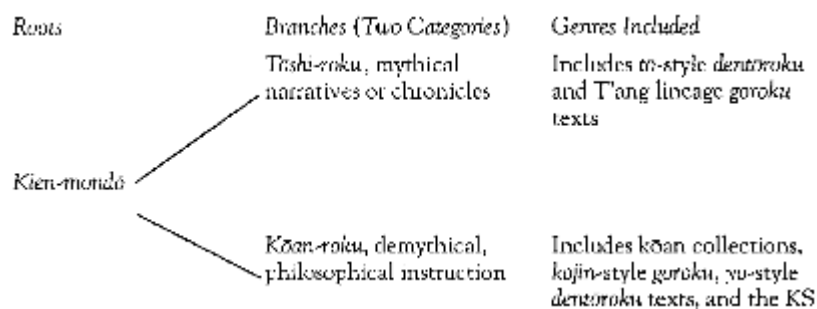 Roots Branches (Two Categories) Genres Included
Tōshi-roku, mythical
narratives or chronicles
Includes tō-style dentōroku
and T'ang lineage goroku
texts
Kien-mondō
Kōan-roku, demythical,
philosophical instruction
Includes kōan collections,
kojin-style goroku, yo-style
dentōroku texts, and the KS